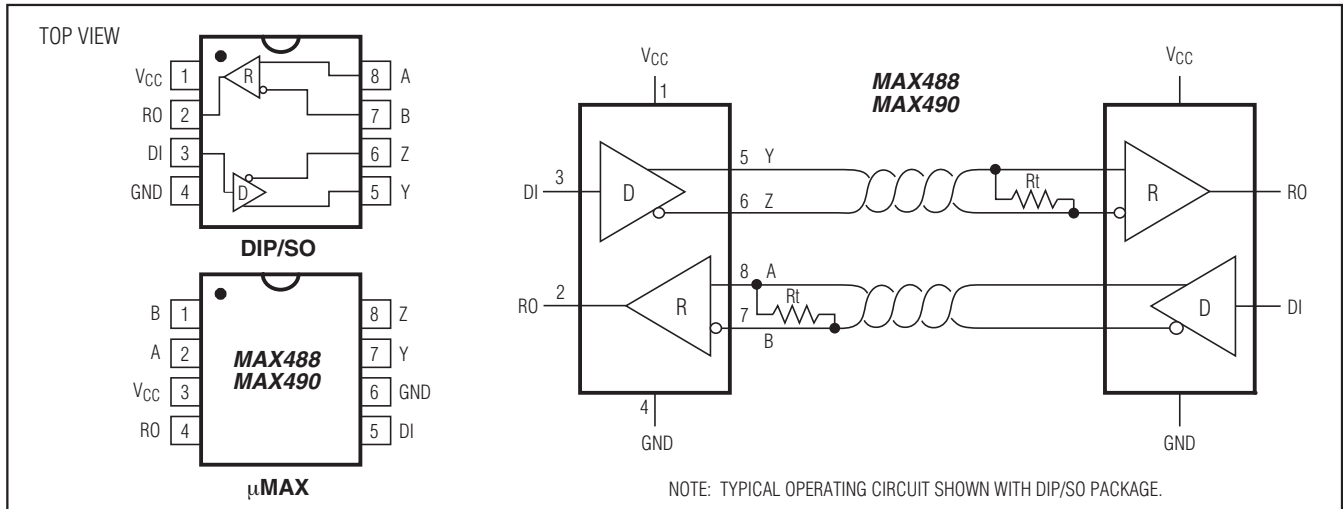 TOP VIEW
VCC 1
RO 2
DI 3
GND 4
R
D
8 A
7 B
6 Z
5 Y
DIP/SO
B 1
A 2
VCC 3
RO 4
MAX488
MAX490
8 Z
7 Y
6 GND
5 DI
µMAX
VCC
1
MAX488
MAX490
VCC
DI 3
D
5 Y
6 Z
Rt
R
RO
RO 2
R
8 A
Rt
7
B
D
DI
4
GND
GND
NOTE: TYPICAL OPERATING CIRCUIT SHOWN WITH DIP/SO PACKAGE.